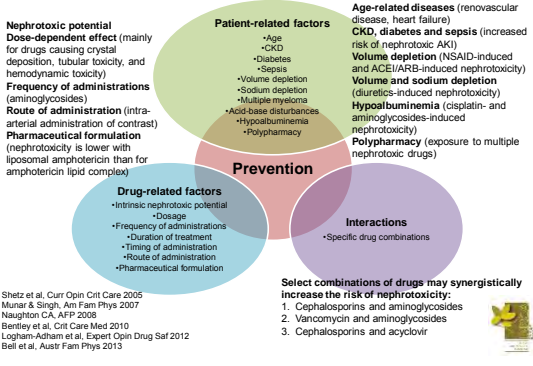 Nephrotoxic potential
Dose-dependent effect (mainly
for drugs causing crystal
deposition, tubular toxicity, and
hemodynamic toxicity)
Frequency of administrations
(aminoglycosides)
Route of administration (intra-
arterial administration of contrast)
Pharmaceutical formulation
(nephrotoxicity is lower with
liposomal amphotericin than for
amphotericin lipid complex)
Patient-related factors
•Age
•CKD
•Diabetes
•Sepsis
•Volume depletion
•Sodium depletion
•Multiple myeloma
•Acid-base disturbances
•Hypoalbuminemia
•Polypharmacy
Age-related diseases (renovascular
disease, heart failure)
CKD, diabetes and sepsis (increased
risk of nephrotoxic AKI)
Volume depletion (NSAID-induced
and ACEI/ARB-induced nephrotoxicity)
Volume and sodium depletion
(diuretics-induced nephrotoxicity)
Hypoalbuminemia (cisplatin- and
aminoglycosides-induced
nephrotoxicity)
Polypharmacy (exposure to multiple
nephrotoxic drugs)
Prevention
Drug-related factors
•Intrinsic nephrotoxic potential
•Dosage
•Frequency of administrations
•Duration of treatment
•Timing of administration
•Route of administration
•Pharmaceutical formulation
Interactions
•Specific drug combinations
Select combinations of drugs may synergistically
increase the risk of nephrotoxicity:
1. Cephalosporins and aminoglycosides
2. Vancomycin and aminoglycosides
3. Cephalosporins and acyclovir
Shetz et al, Curr Opin Crit Care 2005
Munar & Singh, Am Fam Phys 2007
Naughton CA, AFP 2008
Bentley et al, Crit Care Med 2010
Logham-Adham et al, Expert Opin Drug Saf 2012
Bell et al, Austr Fam Phys 2013